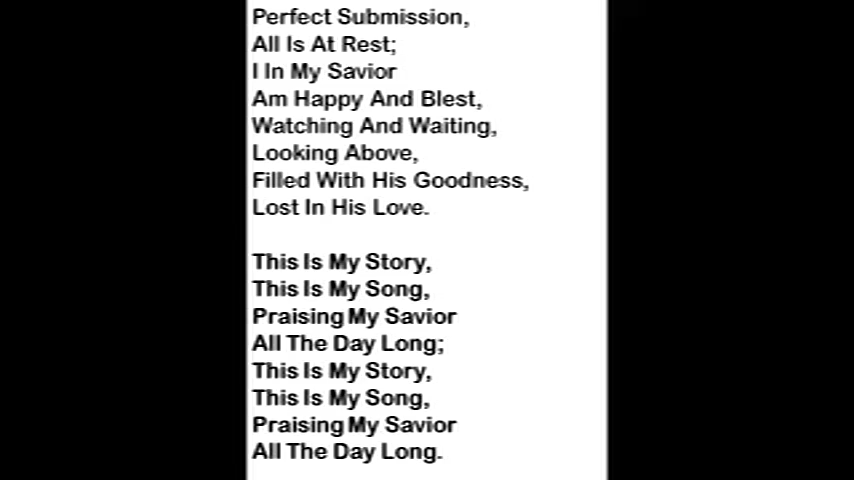 Perfect Submission,
All Is At Rest;
I In My Savior
Am Happy And Blest,
Watching And Waiting,
Looking Above,
Filled With His Goodness,
Lost In His Love.
This Is My Story,
This Is My Song,
Praising My Savior
All The Day Long;
This Is My Story,
This Is My Song,
Praising My Savior
All The Day Long.